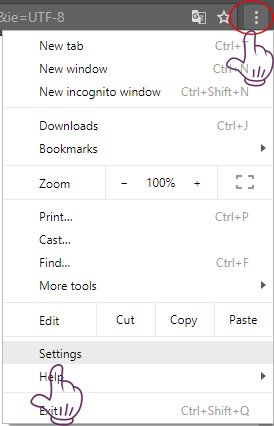 &ie=UTF-8
New tab Ctrl+T
New window Ctrl+N
New incognito window Ctrl+Shift+N
Downloads Ctrl+J
Bookmarks
Zoom − 100% +
Print... Ctrl+P
Cast...
Find... Ctrl+F
More tools
Edit Cut Copy Paste
Settings
Help
Exit Ctrl+Shift+Q